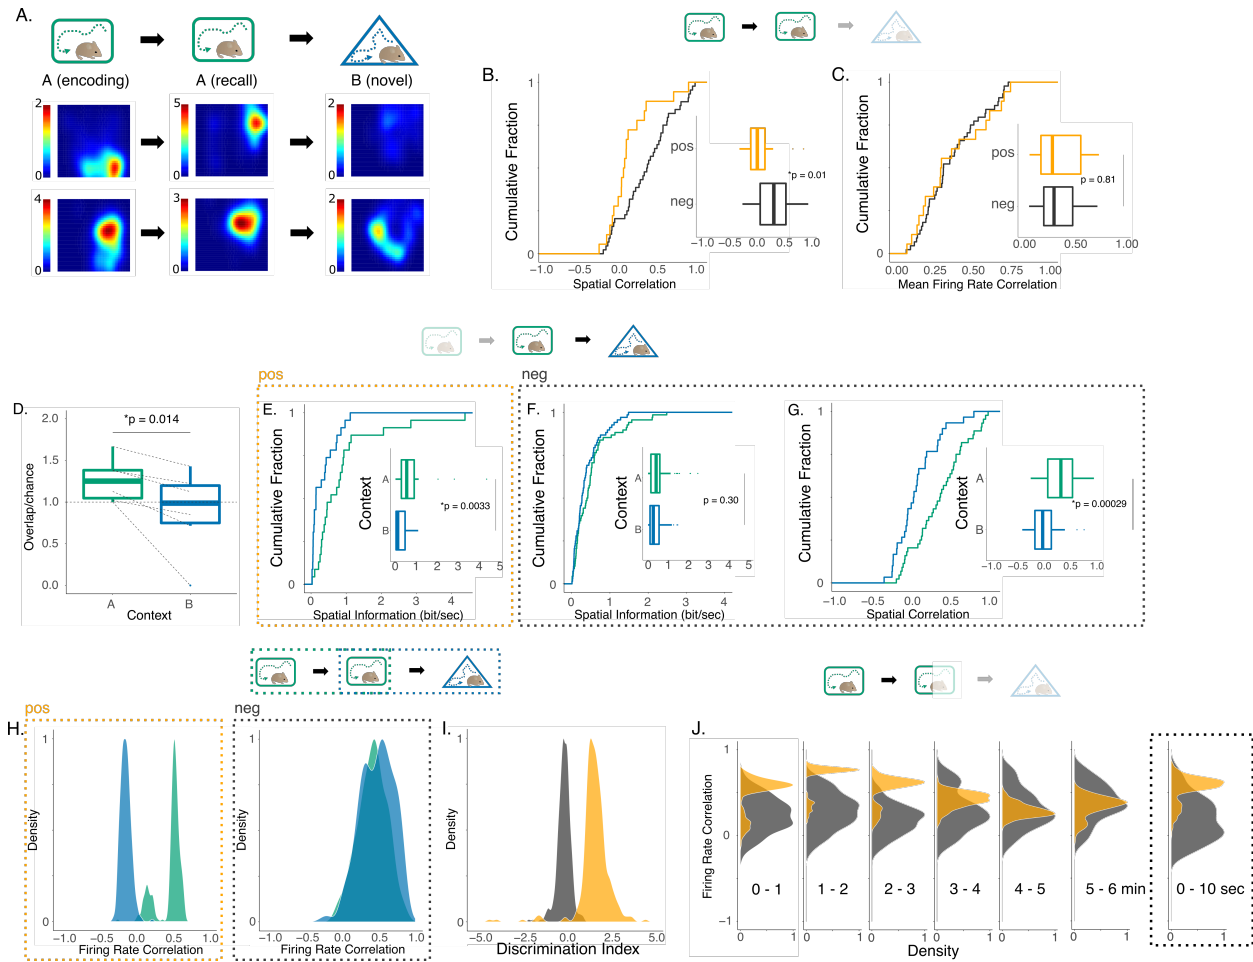 A.
A (encoding)
A (recall)
B (novel)
2
0
5
0
2
0
4
0
3
0
2
0
B.
Cumulative Fraction
1
0
−1.0 −0.5 0.0 0.5 1.0
Spatial Correlation
pos
neg
*p = 0.01
−1.0 −0.5 0.0 0.5 1.0
C.
Cumulative Fraction
1
0
0.00 0.25 0.50 0.75 1.00
Mean Firing Rate Correlation
pos
neg
p = 0.81
0.00 0.50 1.00
D.
Overlap/chance
2.0
1.5
1.0
0.5
0.0
*p = 0.014
A B
Context
pos
E.
Cumulative Fraction
1
0
0 1 2 3 4
Spatial Information (bit/sec)
Context
A
B
*p = 0.0033
0 1 2 3 4 5
neg
F.
Cumulative Fraction
1
0
0 1 2 3 4
Spatial Information (bit/sec)
Context
A
B
p = 0.30
0 1 2 3 4 5
G.
Cumulative Fraction
1
0
−1.0 −0.5 0.0 0.5 1.0
Spatial Correlation
Context
A
B
*p = 0.00029
−1.0 0.0 0.5 1.0
pos
H.
Density
1
0
−1.0 −0.5 0.0 0.5 1.0
Firing Rate Correlation
neg
Density
1
0
−1.0 −0.5 0.0 0.5 1.0
Firing Rate Correlation
I.
Density
1
0
−5.0 −2.5 0.0 2.5 5.0
Discrimination Index
J.
Firing Rate Correlation
1
0
−1
0 - 1
1 - 2
2 - 3
3 - 4
4 - 5
5 - 6 min
0 - 10 sec
0 1 0 1 0 1 0 1 0 1 0 1 0 1
Density